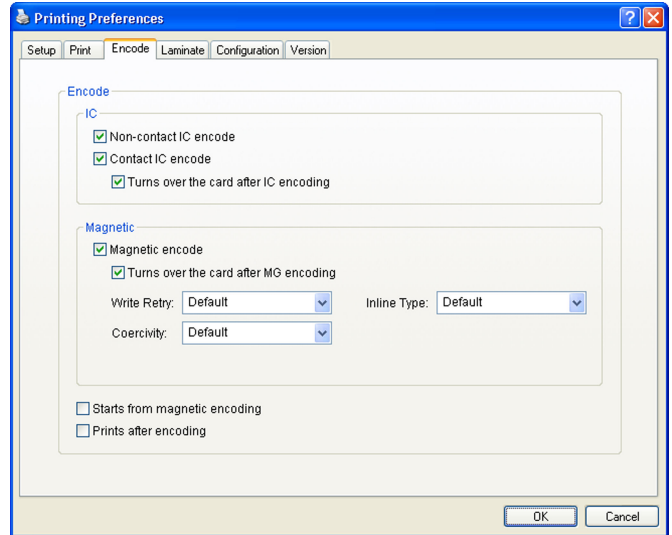 Printing Preferences
Setup Print Encode Laminate Configuration Version
Encode
IC
Non-contact IC encode
Contact IC encode
Turns over the card after IC encoding
Magnetic
Magnetic encode
Turns over the card after MG encoding
Write Retry: Default Inline Type: Default
Coercivity: Default
Starts from magnetic encoding
Prints after encoding
OK Cancel